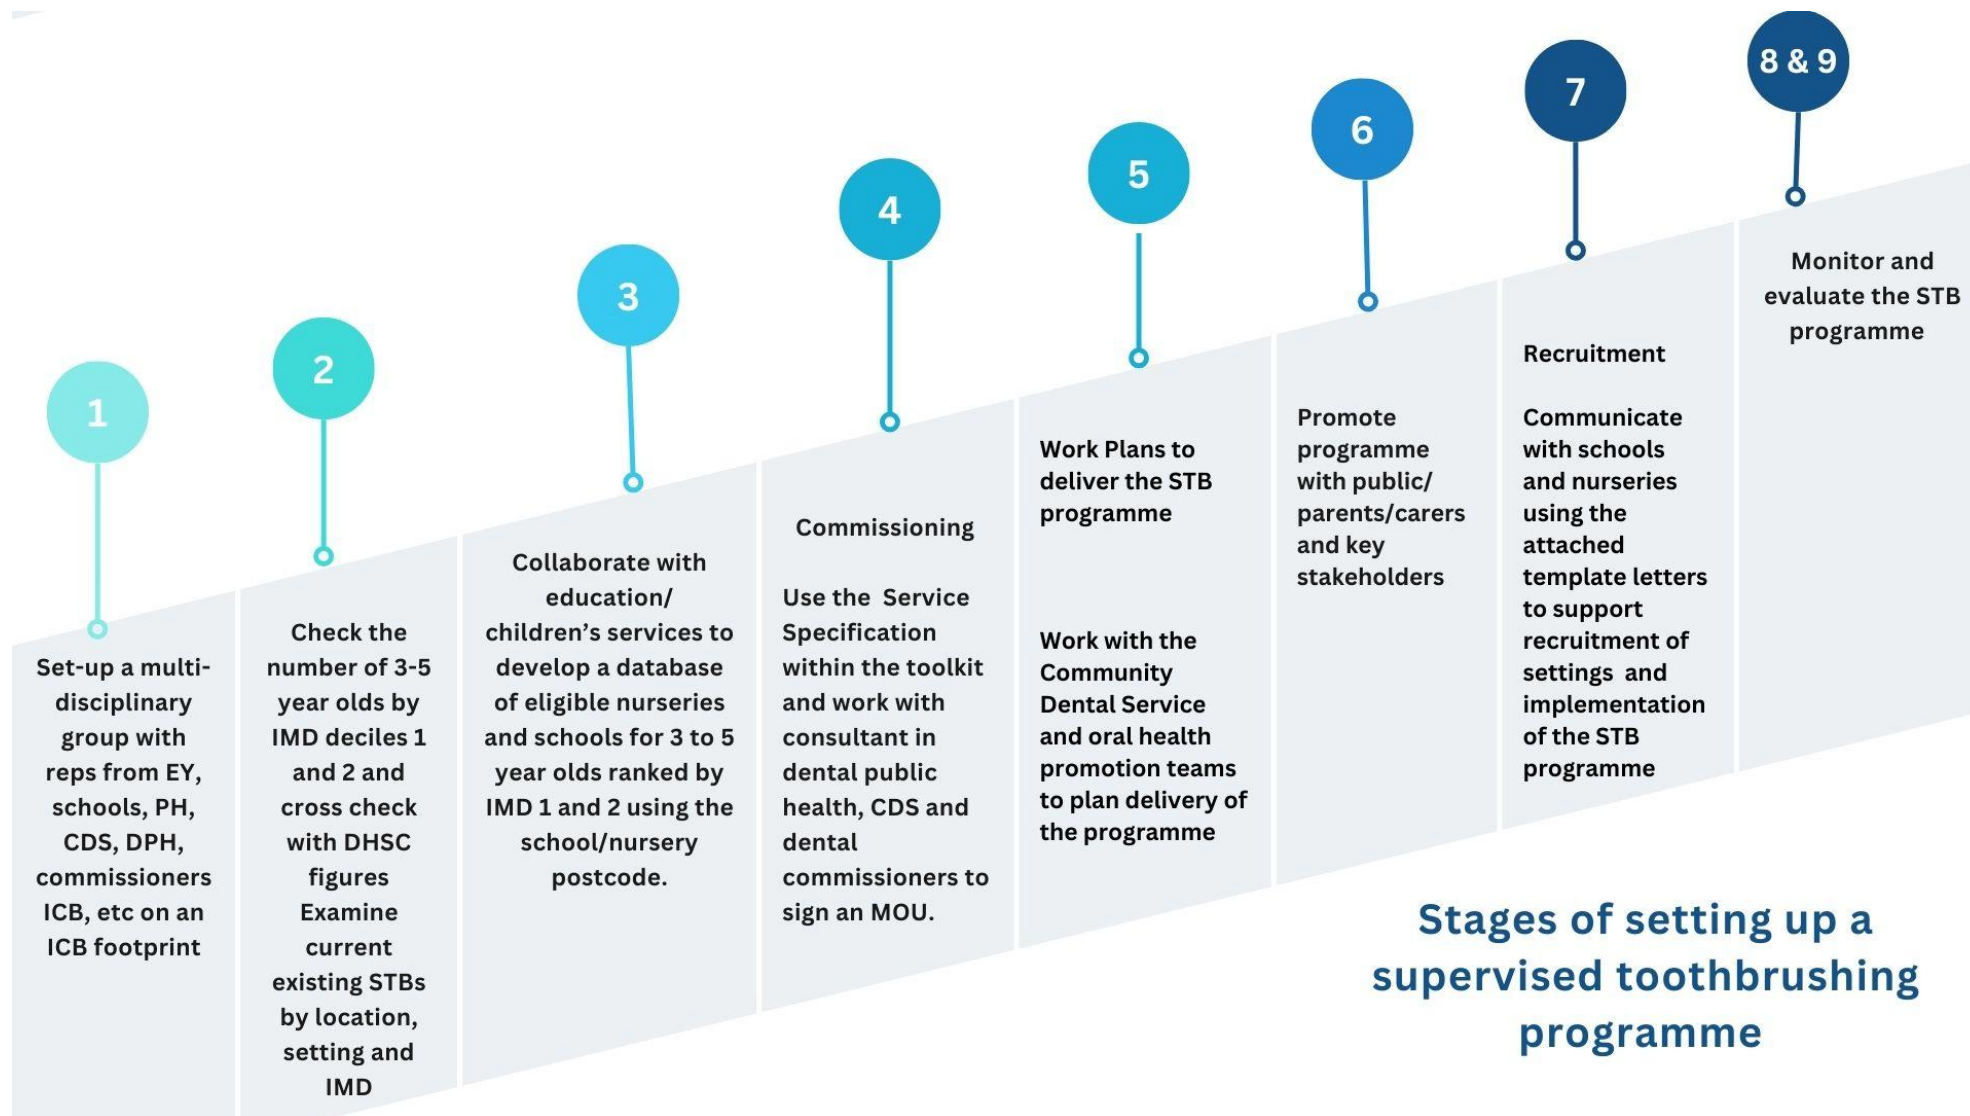 1
Set-up a multi-
disciplinary
group with
reps from EY,
schools, PH,
CDS, DPH,
commissioners
ICB, etc on an
ICB footprint
2
Check the
number of 3-5
year olds by
IMD deciles 1
and 2 and
cross check
with DHSC
figures
Examine
current
existing STBs
by location,
setting and
IMD
3
Collaborate with
education/
children’s services to
develop a database
of eligible nurseries
and schools for 3 to 5
year olds ranked by
IMD 1 and 2 using the
school/nursery
postcode.
4
Commissioning
Use the Service
Specification
within the toolkit
and work with
consultant in
dental public
health, CDS and
dental
commissioners to
sign an MOU.
5
Work Plans to
deliver the STB
programme
Work with the
Community
Dental Service
and oral health
promotion teams
to plan delivery of
the programme
6
Promote
programme
with public/
parents/carers
and key
stakeholders
7
Recruitment
Communicate
with schools
and nurseries
using the
attached
template letters
to support
recruitment of
settings and
implementation
of the STB
programme
8 & 9
Monitor and
evaluate the STB
programme
Stages of setting up a
supervised toothbrushing
programme